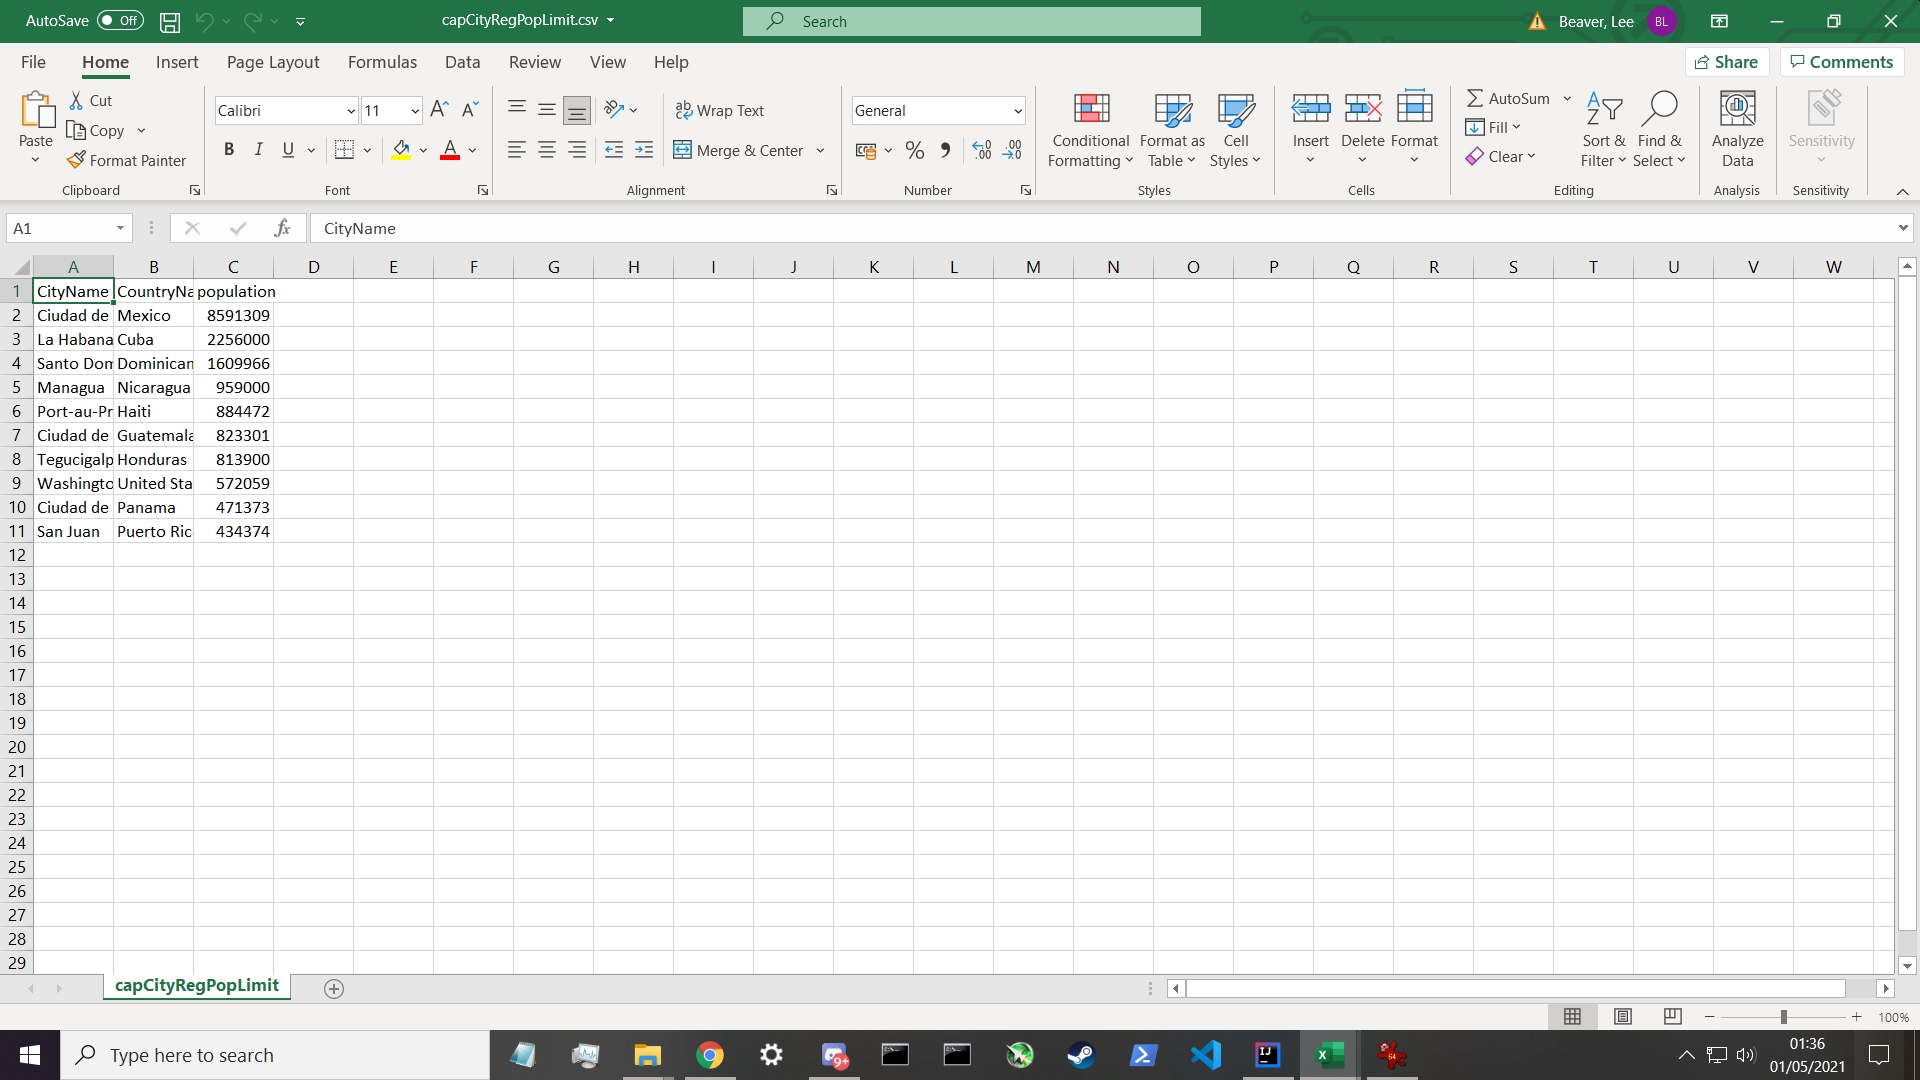 AutoSave Off capCityRegPopLimit.csv Search Beaver, Lee BL
File Home Insert Page Layout Formulas Data Review View Help Share Comments
Paste Cut Copy Format Painter Clipboard
Calibri 11 A A B I U A Font
ab Wrap Text Merge & Center Alignment
General % , Number
Conditional Formatting Format as Table Cell Styles Styles
Insert Delete Format Cells
AutoSum Fill Clear Sort & Filter Find & Select Editing
Analyze Data Analysis
Sensitivity Sensitivity
A1 fx CityName
A B C D E F G H I J K L M N O P Q R S T U V W
1 CityName CountryNa population
2 Ciudad de Mexico 8591309
3 La Habana Cuba 2256000
4 Santo Dom Dominican 1609966
5 Managua Nicaragua 959000
6 Port-au-Pr Haiti 884472
7 Ciudad de Guatemala 823301
8 Tegucigalp Honduras 813900
9 Washingto United Sta 572059
10 Ciudad de Panama 471373
11 San Juan Puerto Ric 434374
12
13
14
15
16
17
18
19
20
21
22
23
24
25
26
27
28
29
capCityRegPopLimit
100%
Type here to search 9+ 64 01:36
01/05/2021